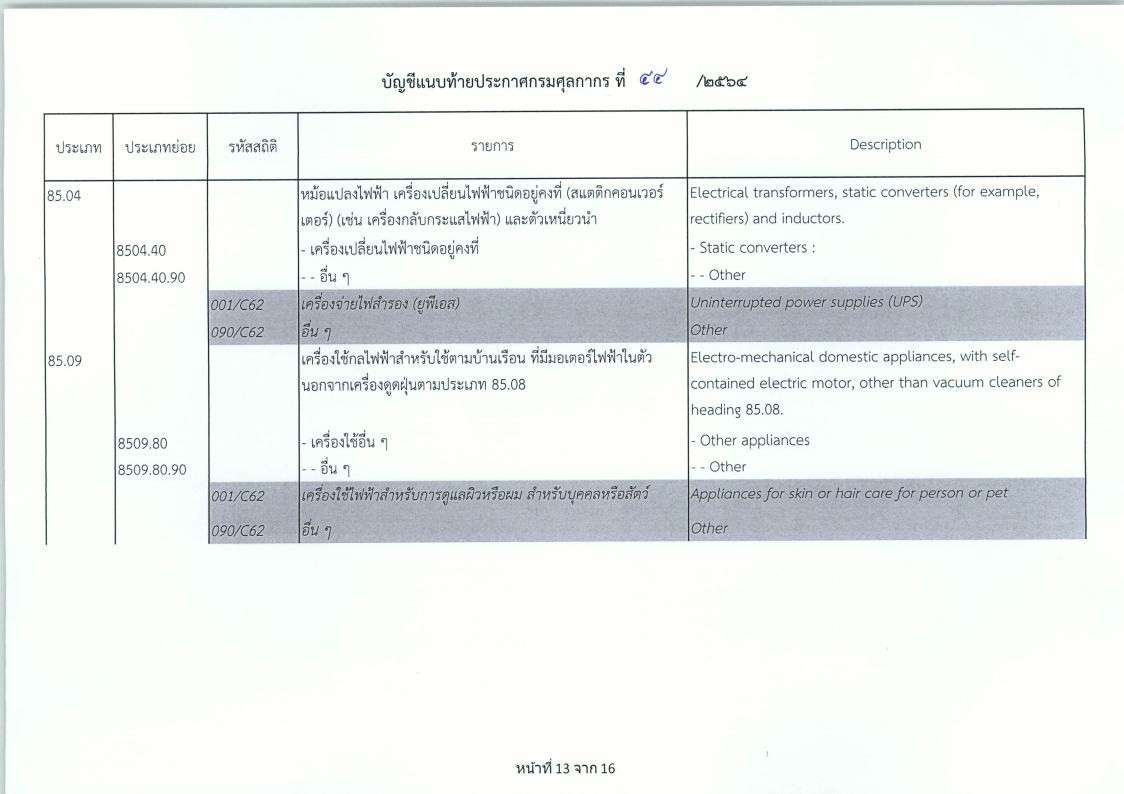 บัญชีแนบท้ายประกาศกรมศุลกากร ที่ ๔๙ /๒๕๖๔
ประเภท ประเภทย่อย รหัสสถิติ รายการ Description
85.04 หม้อแปลงไฟฟ้า เครื่องเปลี่ยนไฟฟ้าชนิดอยู่คงที่ (สแตติกคอนเวอร์ Electrical transformers, static converters (for example,
เตอร์) (เช่น เครื่องกลับกระแสไฟฟ้า) และตัวเหนี่ยวนำ rectifiers) and inductors.
8504.40 - เครื่องเปลี่ยนไฟฟ้าชนิดอยู่คงที่ - Static converters :
8504.40.90 - - อื่น ๆ - - Other
001/C62 เครื่องจ่ายไฟสำรอง (ยูพีเอส) Uninterrupted power supplies (UPS)
090/C62 อื่น ๆ Other
85.09 เครื่องใช้กลไฟฟ้าสำหรับใช้ตามบ้านเรือน ที่มีมอเตอร์ไฟฟ้าในตัว Electro-mechanical domestic appliances, with self-
นอกจากเครื่องดูดฝุ่นตามประเภท 85.08 contained electric motor, other than vacuum cleaners of
heading 85.08.
8509.80 - เครื่องใช้อื่น ๆ - Other appliances
8509.80.90 - - อื่น ๆ - - Other
001/C62 เครื่องใช้ไฟฟ้าสำหรับการดูแลผิวหรือผม สำหรับบุคคลหรือสัตว์ Appliances for skin or hair care for person or pet
090/C62 อื่น ๆ Other
หน้าที่ 13 จาก 16